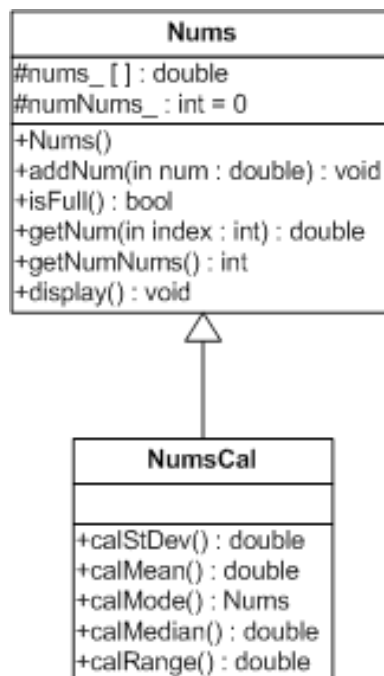 Nums
#nums_ [ ] : double
#numNums_ : int = 0
+Nums()
+addNum(in num : double) : void
+isFull() : bool
+getNum(in index : int) : double
+getNumNums() : int
+display() : void
NumsCal
+calStDev() : double
+calMean() : double
+calMode() : Nums
+calMedian() : double
+calRange() : double